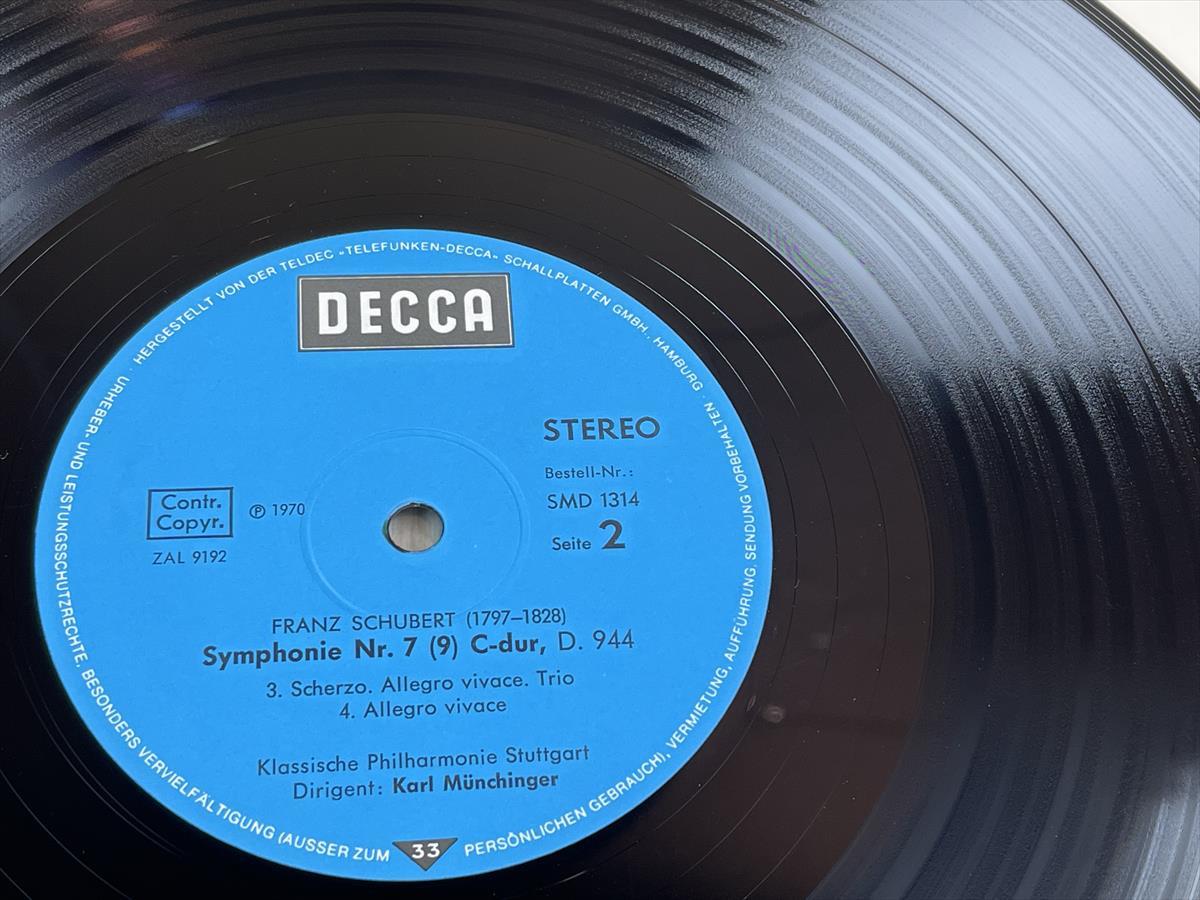 URHEBER- UND LEISTUNGSSCHUTZRECHTE, BESONDERS VERVIELFÄLTIGUNG (AUSSER ZUM PERSÖNLICHEN GEBRAUCH), VERMIETUNG, AUFFÜHRUNG, SENDUNG VORBEHALTEN · HERGESTELLT VON DER TELDEC »TELEFUNKEN-DECCA« SCHALLPLATTEN GMBH., HAMBURG ·
DECCA
STEREO
Bestell-Nr.:
SMD 1314
Seite 2
Contr.
Copyr.
℗ 1970
ZAL 9192
FRANZ SCHUBERT (1797–1828)
Symphonie Nr. 7 (9) C-dur, D. 944
3. Scherzo. Allegro vivace. Trio
4. Allegro vivace
Klassische Philharmonie Stuttgart
Dirigent: Karl Münchinger
33